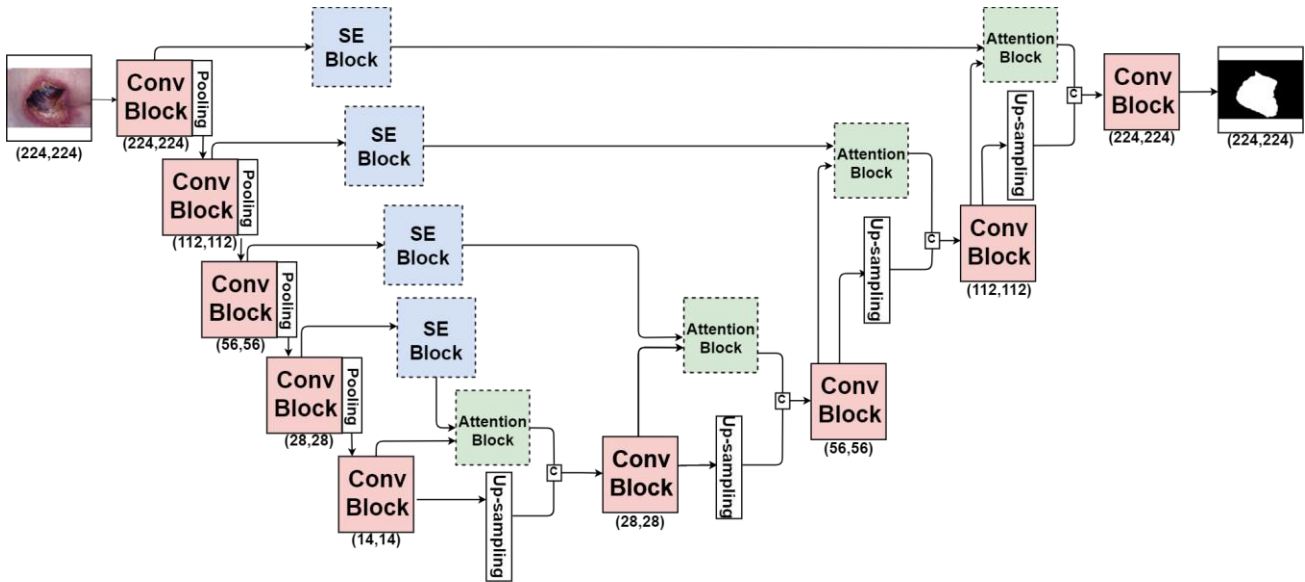 SE
Block
Attention
Block
Conv
Block
Pooling
Up-sampling
C
Conv
Block
(224,224)
(224,224)
(224,224)
(224,224)
SE
Block
Attention
Block
Conv
Block
Pooling
(112,112)
Up-sampling
C
Conv
Block
(112,112)
SE
Block
Conv
Block
Pooling
(56,56)
Attention
Block
SE
Block
Conv
Block
Pooling
(28,28)
Up-sampling
C
Conv
Block
(56,56)
Attention
Block
Conv
Block
(14,14)
Up-sampling
C
Conv
Block
(28,28)